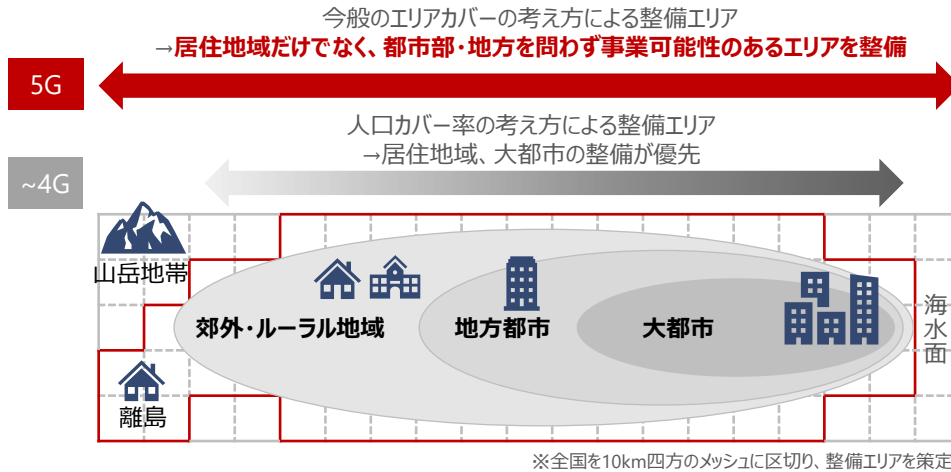 今般のエリアカバーの考え方による整備エリア
→居住地域だけでなく、都市部・地方を問わず事業可能性のあるエリアを整備
5G
人口カバー率の考え方による整備エリア
→居住地域、大都市の整備が優先
~4G
山岳地帯
郊外・ルーラル地域
地方都市
大都市
海水面
離島
※全国を10km四方のメッシュに区切り、整備エリアを策定